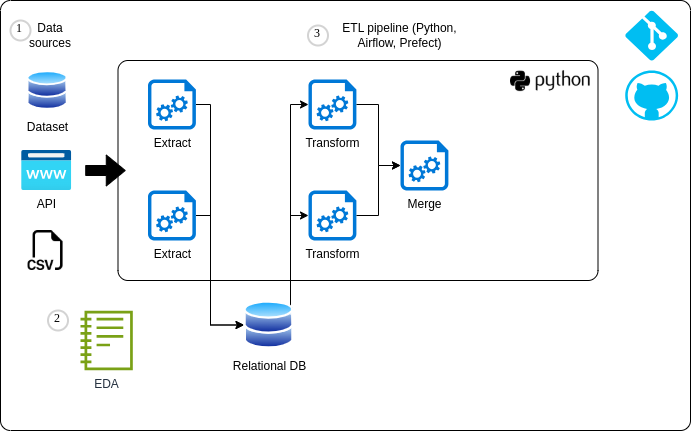 1
Data
sources
3
ETL pipeline (Python,
Airflow, Prefect)
python
Dataset
Extract
Transform
WWW
API
Merge
CSV
Extract
Transform
2
Relational DB
EDA